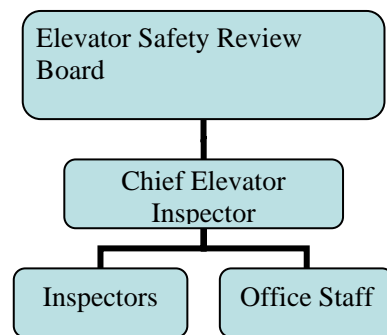 Elevator Safety Review
Board
Chief Elevator
Inspector
Inspectors
Office Staff